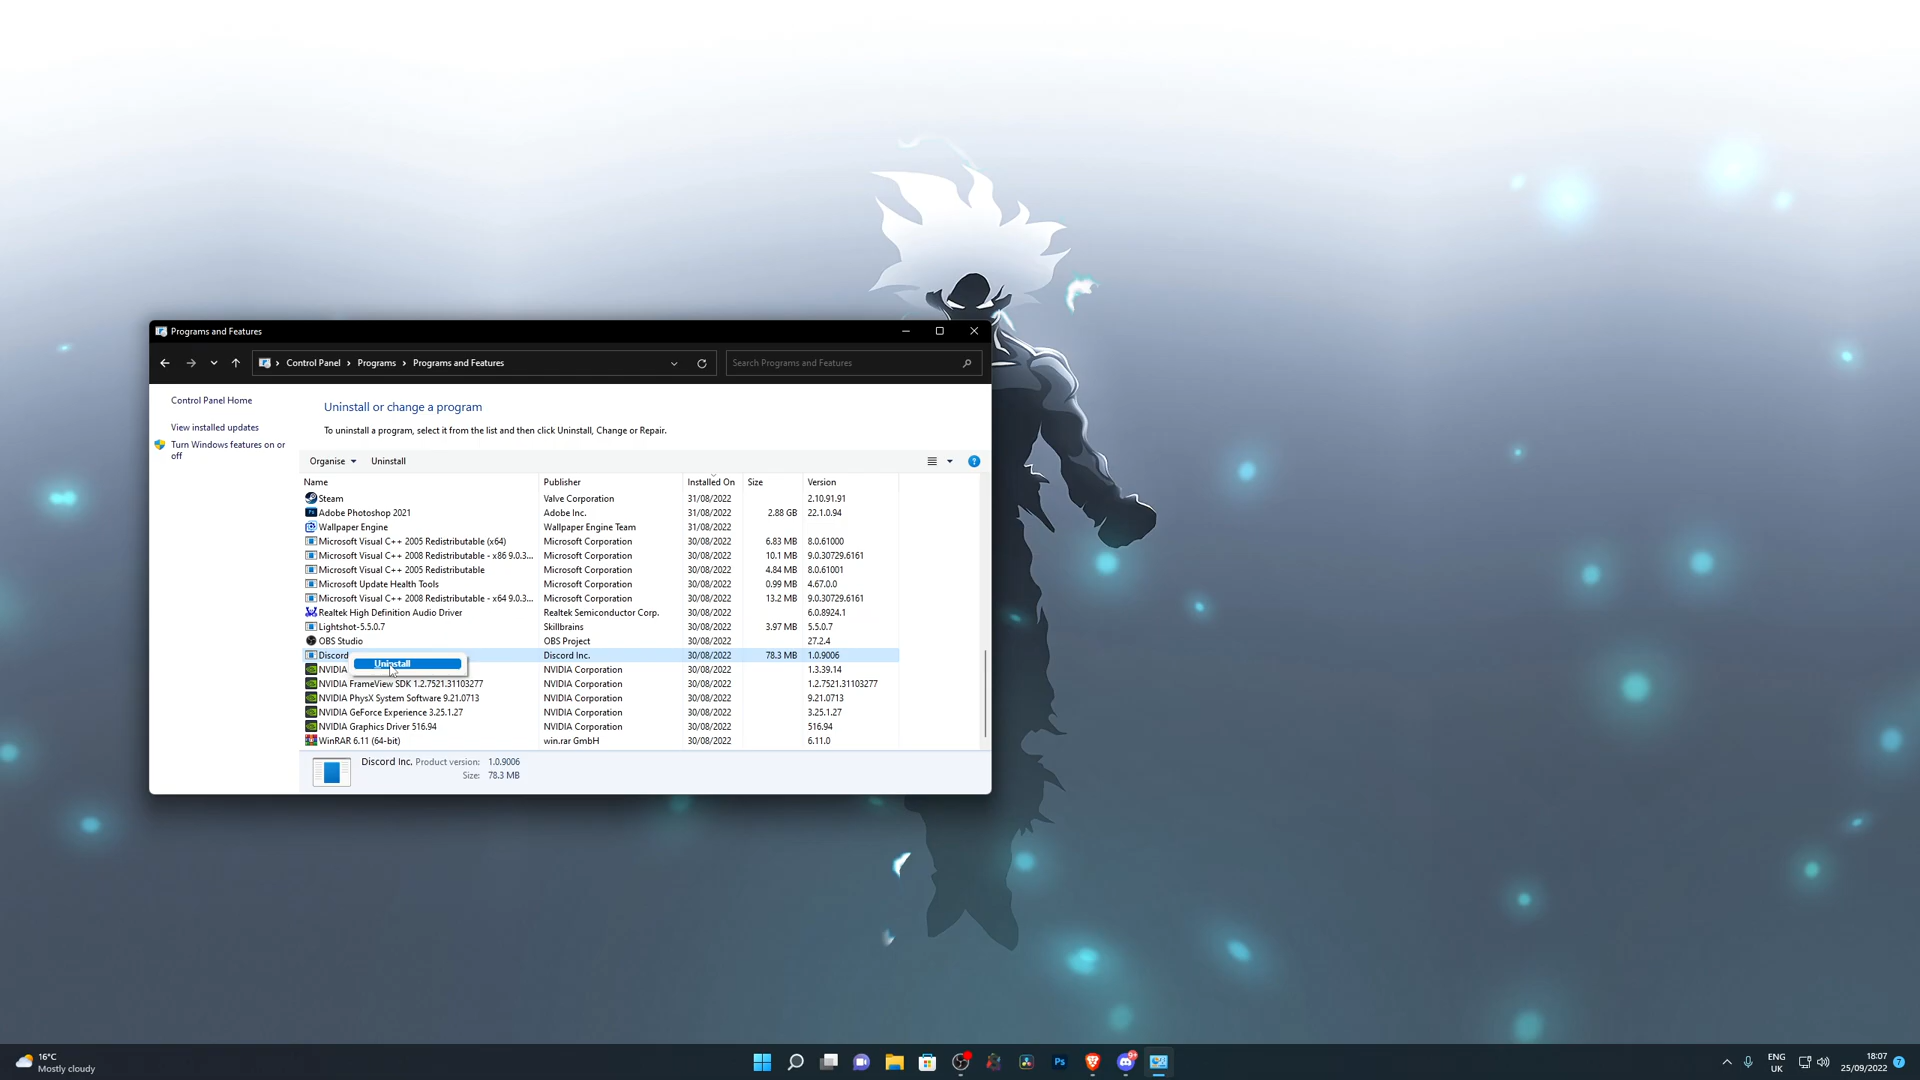 Programs and Features
Control Panel > Programs > Programs and Features
Search Programs and Features
Control Panel Home
View installed updates
Turn Windows features on or
off
Uninstall or change a program
To uninstall a program, select it from the list and then click Uninstall, Change or Repair.
Organise Uninstall
Name Publisher Installed On Size Version
Steam Valve Corporation 31/08/2022 2.10.91.91
Adobe Photoshop 2021 Adobe Inc. 31/08/2022 2.88 GB 22.1.0.94
Wallpaper Engine Wallpaper Engine Team 31/08/2022
Microsoft Visual C++ 2005 Redistributable (x64) Microsoft Corporation 30/08/2022 6.83 MB 8.0.61000
Microsoft Visual C++ 2008 Redistributable - x86 9.0.3... Microsoft Corporation 30/08/2022 10.1 MB 9.0.30729.6161
Microsoft Visual C++ 2005 Redistributable Microsoft Corporation 30/08/2022 4.84 MB 8.0.61001
Microsoft Update Health Tools Microsoft Corporation 30/08/2022 0.99 MB 4.67.0.0
Microsoft Visual C++ 2008 Redistributable - x64 9.0.3... Microsoft Corporation 30/08/2022 13.2 MB 9.0.30729.6161
Realtek High Definition Audio Driver Realtek Semiconductor Corp. 30/08/2022 6.0.8924.1
Lightshot-5.5.0.7 Skillbrains 30/08/2022 3.97 MB 5.5.0.7
OBS Studio OBS Project 30/08/2022 27.2.4
Discord Discord Inc. 30/08/2022 78.3 MB 1.0.9006
Uninstall
NVIDIA NVIDIA Corporation 30/08/2022 1.3.39.14
NVIDIA FrameView SDK 1.2.7521.31103277 NVIDIA Corporation 30/08/2022 1.2.7521.31103277
NVIDIA PhysX System Software 9.21.0713 NVIDIA Corporation 30/08/2022 9.21.0713
NVIDIA GeForce Experience 3.25.1.27 NVIDIA Corporation 30/08/2022 3.25.1.27
NVIDIA Graphics Driver 516.94 NVIDIA Corporation 30/08/2022 516.94
WinRAR 6.11 (64-bit) win.rar GmbH 30/08/2022 6.11.0
Discord Inc. Product version: 1.0.9006
Size: 78.3 MB
16°C
Mostly cloudy
Ps
ENG
UK
18:07
25/09/2022
7